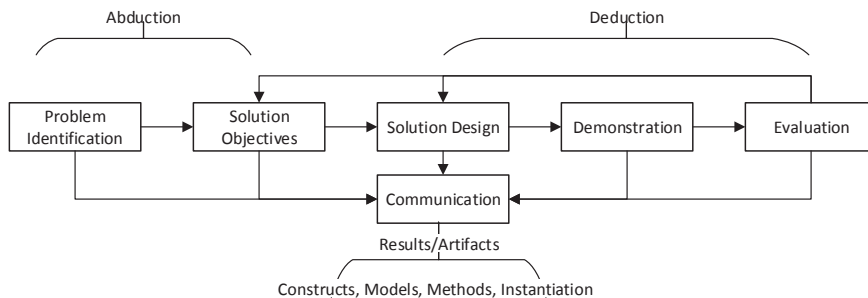 Abduction
Deduction
Problem
Identification
Solution
Objectives
Solution Design
Demonstration
Evaluation
Communication
Results/Artifacts
Constructs, Models, Methods, Instantiation